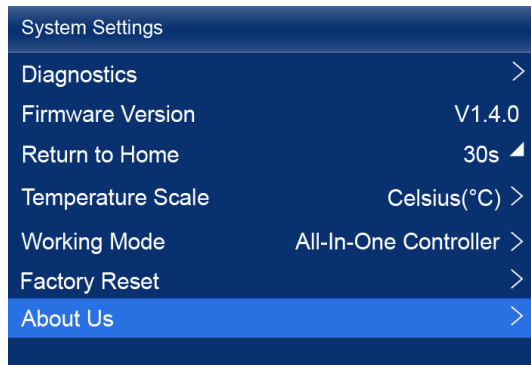 System Settings
Diagnostics >
Firmware Version V1.4.0
Return to Home 30s
Temperature Scale Celsius(°C) >
Working Mode All-In-One Controller >
Factory Reset >
About Us >